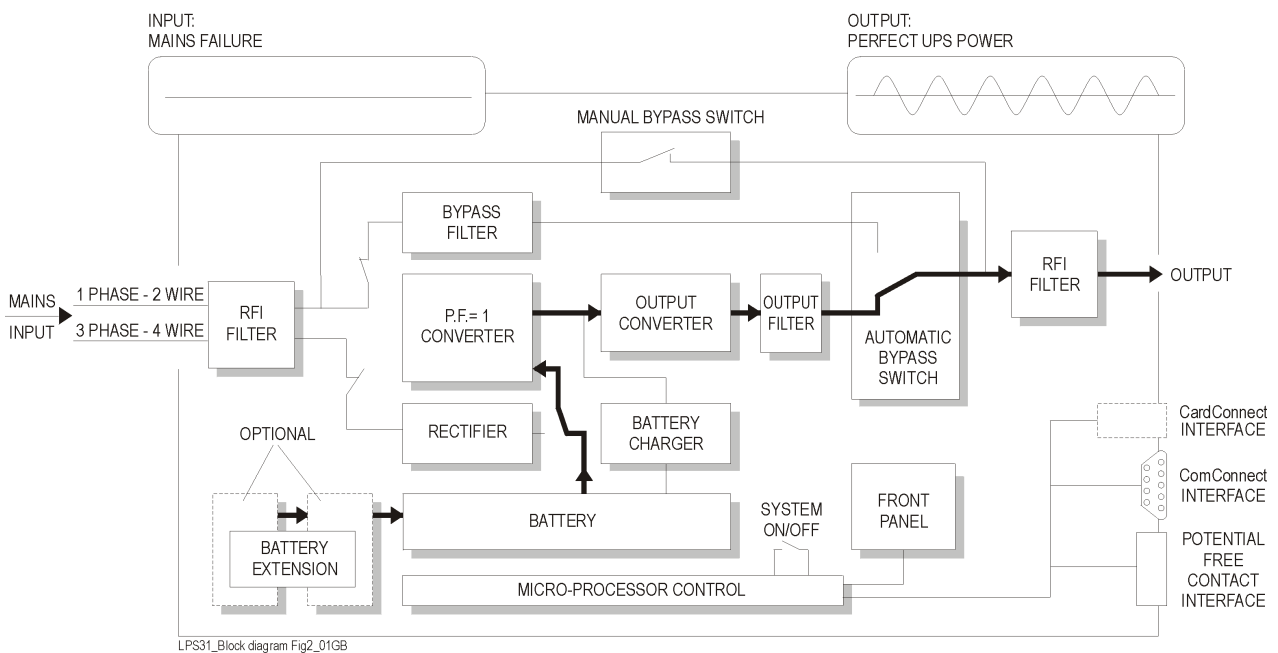 INPUT:
MAINS FAILURE
OUTPUT:
PERFECT UPS POWER
MANUAL BYPASS SWITCH
BYPASS
FILTER
MAINS
INPUT
1 PHASE - 2 WIRE
3 PHASE - 4 WIRE
RFI
FILTER
P.F.= 1
CONVERTER
OUTPUT
CONVERTER
OUTPUT
FILTER
AUTOMATIC
BYPASS
SWITCH
RFI
FILTER
OUTPUT
OPTIONAL
RECTIFIER
BATTERY
CHARGER
CardConnect
INTERFACE
ComConnect
INTERFACE
BATTERY
EXTENSION
BATTERY
SYSTEM
ON/OFF
FRONT
PANEL
POTENTIAL
FREE
CONTACT
INTERFACE
MICRO-PROCESSOR CONTROL
LPS31_Block diagram Fig2_01GB